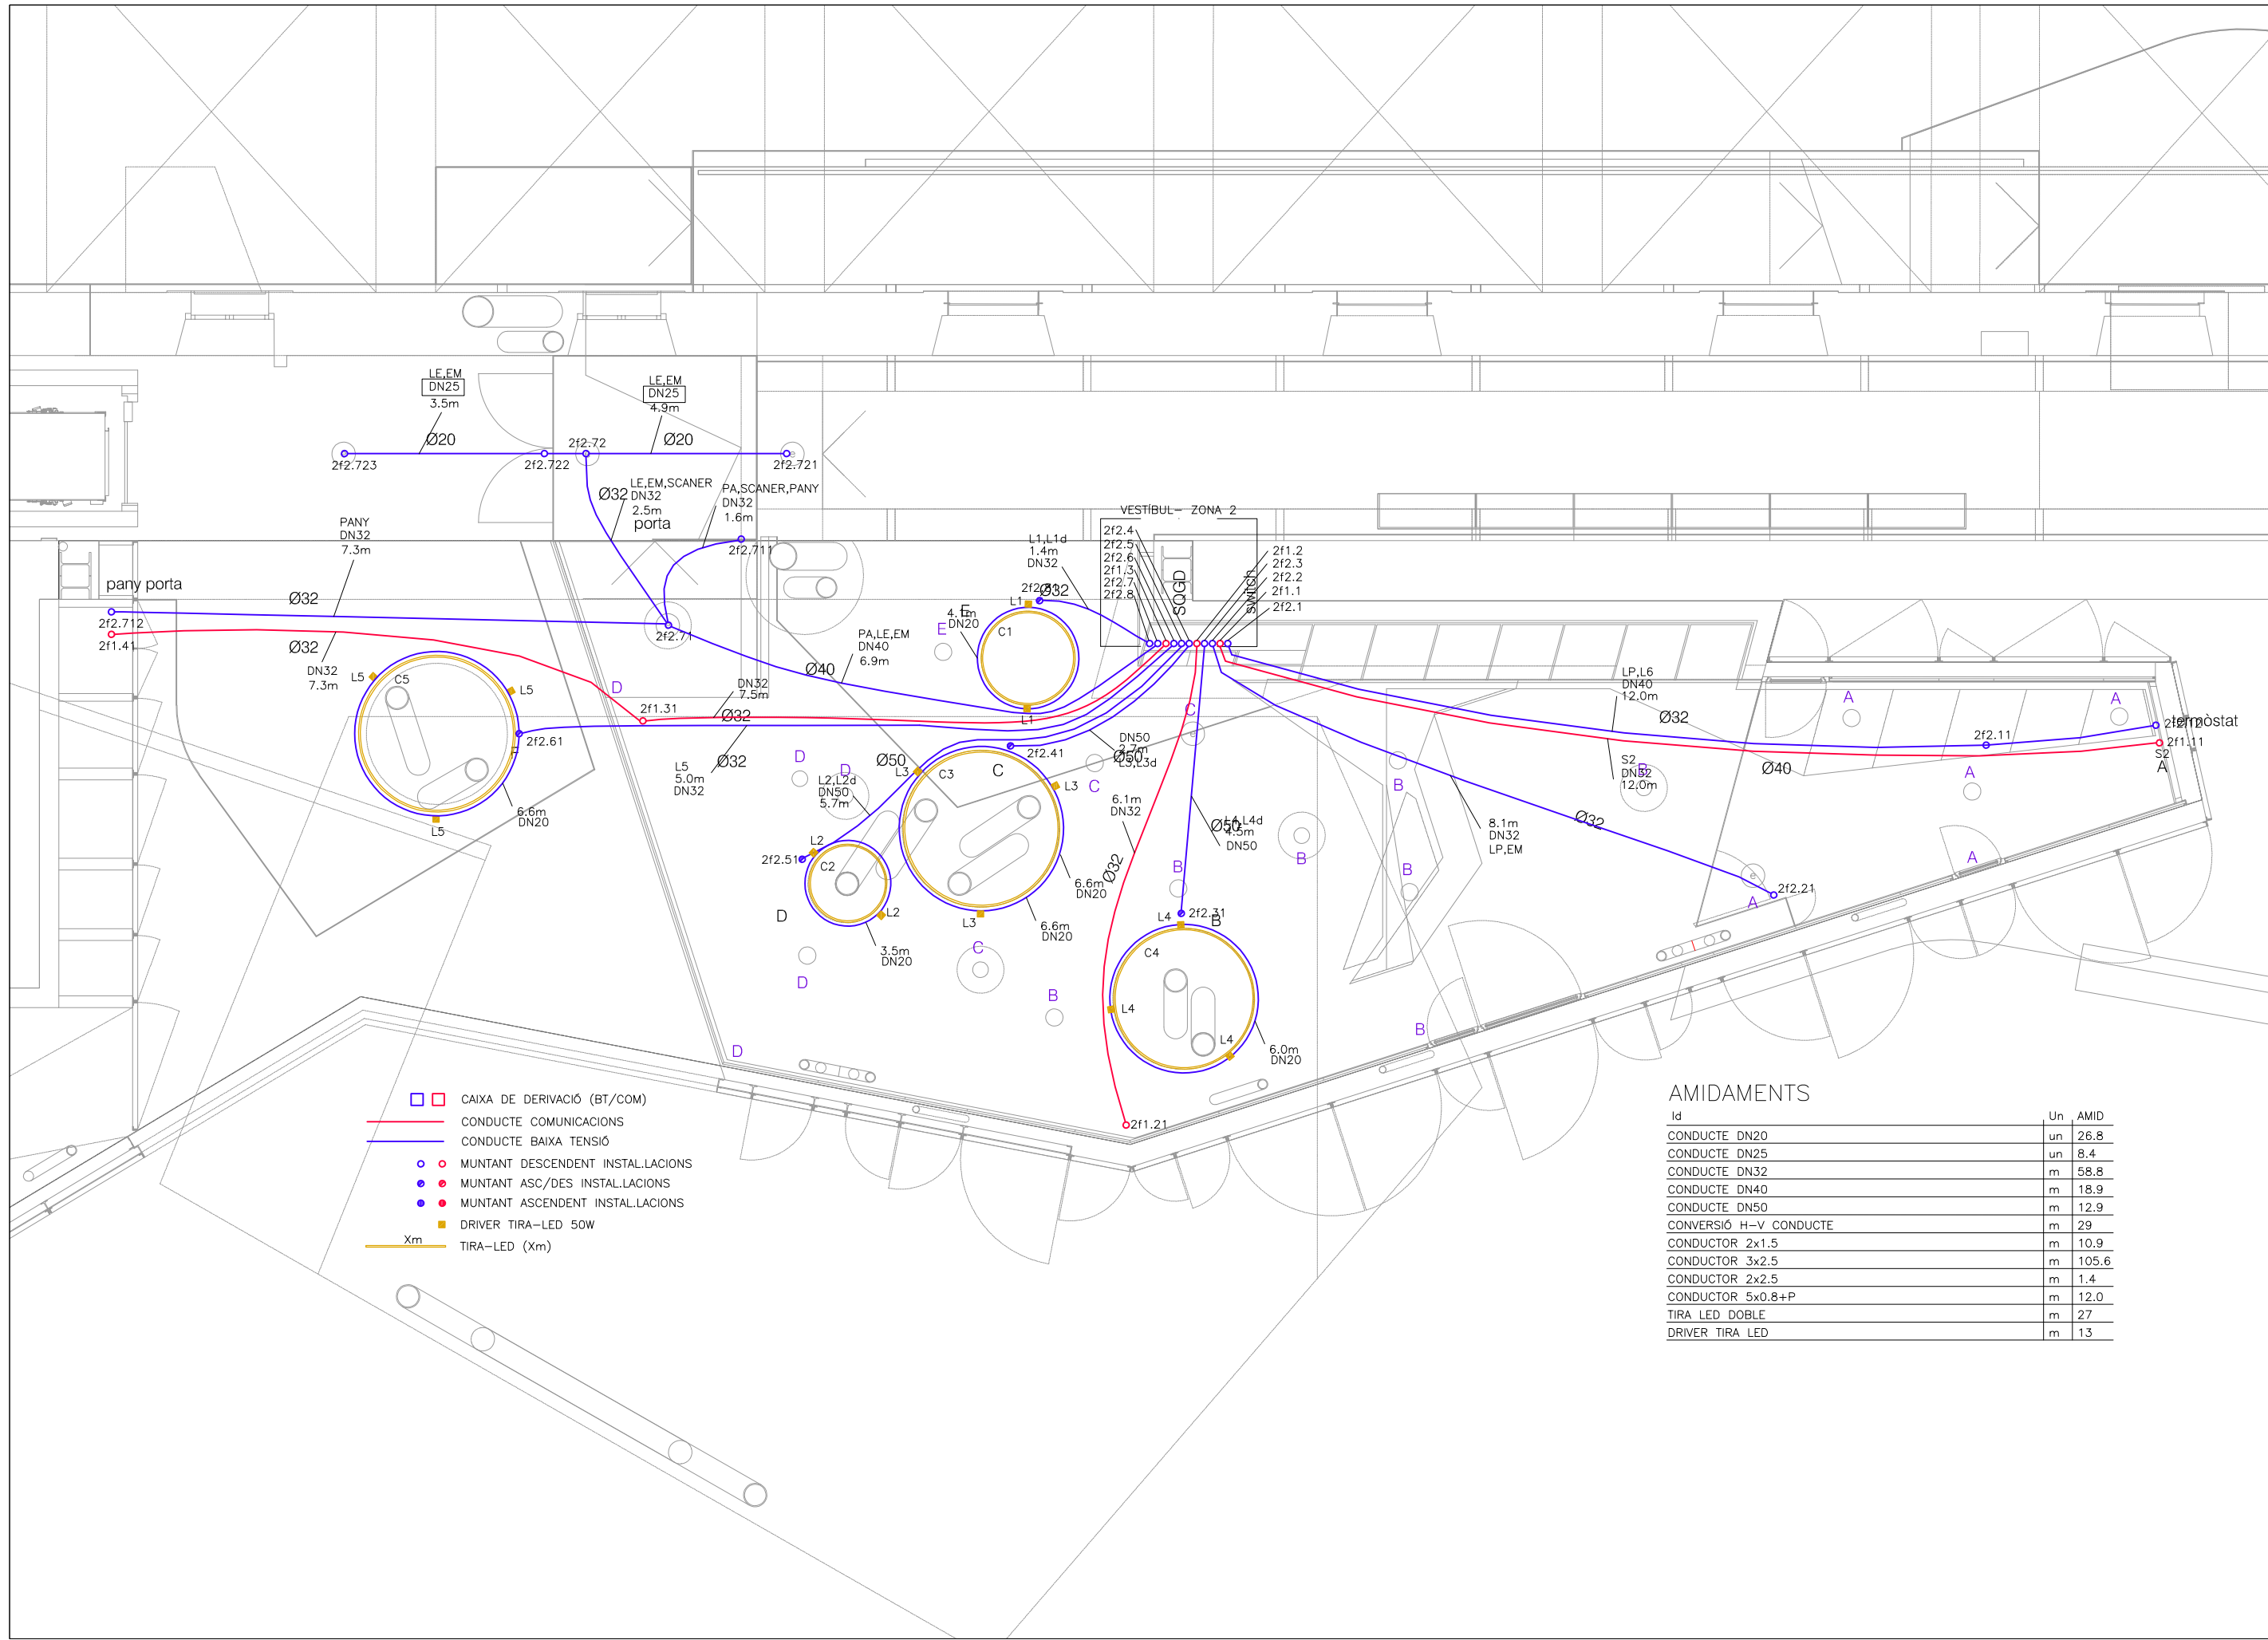 LE,EM
DN25
3.5m
Ø20
LE,EM
DN25
4.9m
Ø20
2f2.723
2f2.722
2f2.72
2f2.721
LE,EM,SCANER
DN32
2.5m
Ø32
porta
PA,SCANER,PANY
DN32
1.6m
2f2.711
PANY
DN32
7.3m
pany porta
Ø32
2f2.712
2f1.41
Ø32
DN32
7.3m
2f2.71
VESTÍBUL- ZONA 2
2f2.4
2f2.5
2f2.6
2f1.3
2f2.7
2f2.8
SQGD
switch
2f1.2
2f2.3
2f2.2
2f1.1
2f2.1
L1,L1d
1.4m
DN32
Ø32
L1
E
4.1m
DN20
E
C1
L1
PA,LE,EM
DN40
6.9m
Ø40
L5
C5
L5
D
2f1.31
DN32
7.5m
Ø32
2f2.61
L5
6.6m
DN20
L5
5.0m
DN32
Ø32
D
D
L2,L2d
DN50
5.7m
Ø50
L3
C3
C
2f2.41
DN50
2.7m
L3,L3d
Ø50
C
L3
C
L2
2f2.51
C2
L2
D
3.5m
DN20
L3
6.6m
DN20
6.6m
DN20
C
D
6.1m
DN32
Ø32
L4,L4d
4.5m
DN50
Ø50
B
L4
2f2.31
B
C4
L4
L4
6.0m
DN20
B
2f1.21
D
LP,L6
DN40
12.0m
Ø32
S2
DN32
12.0m
B
Ø40
8.1m
DN32
LP,EM
Ø32
2f2.21
A
A
A
A
A
2f2.11
termòstat
2f1.11
S2
A
B
B
B
B
CAIXA DE DERIVACIÓ (BT/COM)
CONDUCTE COMUNICACIONS
CONDUCTE BAIXA TENSIÓ
MUNTANT DESCENDENT INSTAL.LACIONS
MUNTANT ASC/DES INSTAL.LACIONS
MUNTANT ASCENDENT INSTAL.LACIONS
DRIVER TIRA-LED 50W
Xm
TIRA-LED (Xm)
AMIDAMENTS
Id Un AMID
CONDUCTE DN20 un 26.8
CONDUCTE DN25 un 8.4
CONDUCTE DN32 m 58.8
CONDUCTE DN40 m 18.9
CONDUCTE DN50 m 12.9
CONVERSIÓ H-V CONDUCTE m 29
CONDUCTOR 2x1.5 m 10.9
CONDUCTOR 3x2.5 m 105.6
CONDUCTOR 2x2.5 m 1.4
CONDUCTOR 5x0.8+P m 12.0
TIRA LED DOBLE m 27
DRIVER TIRA LED m 13